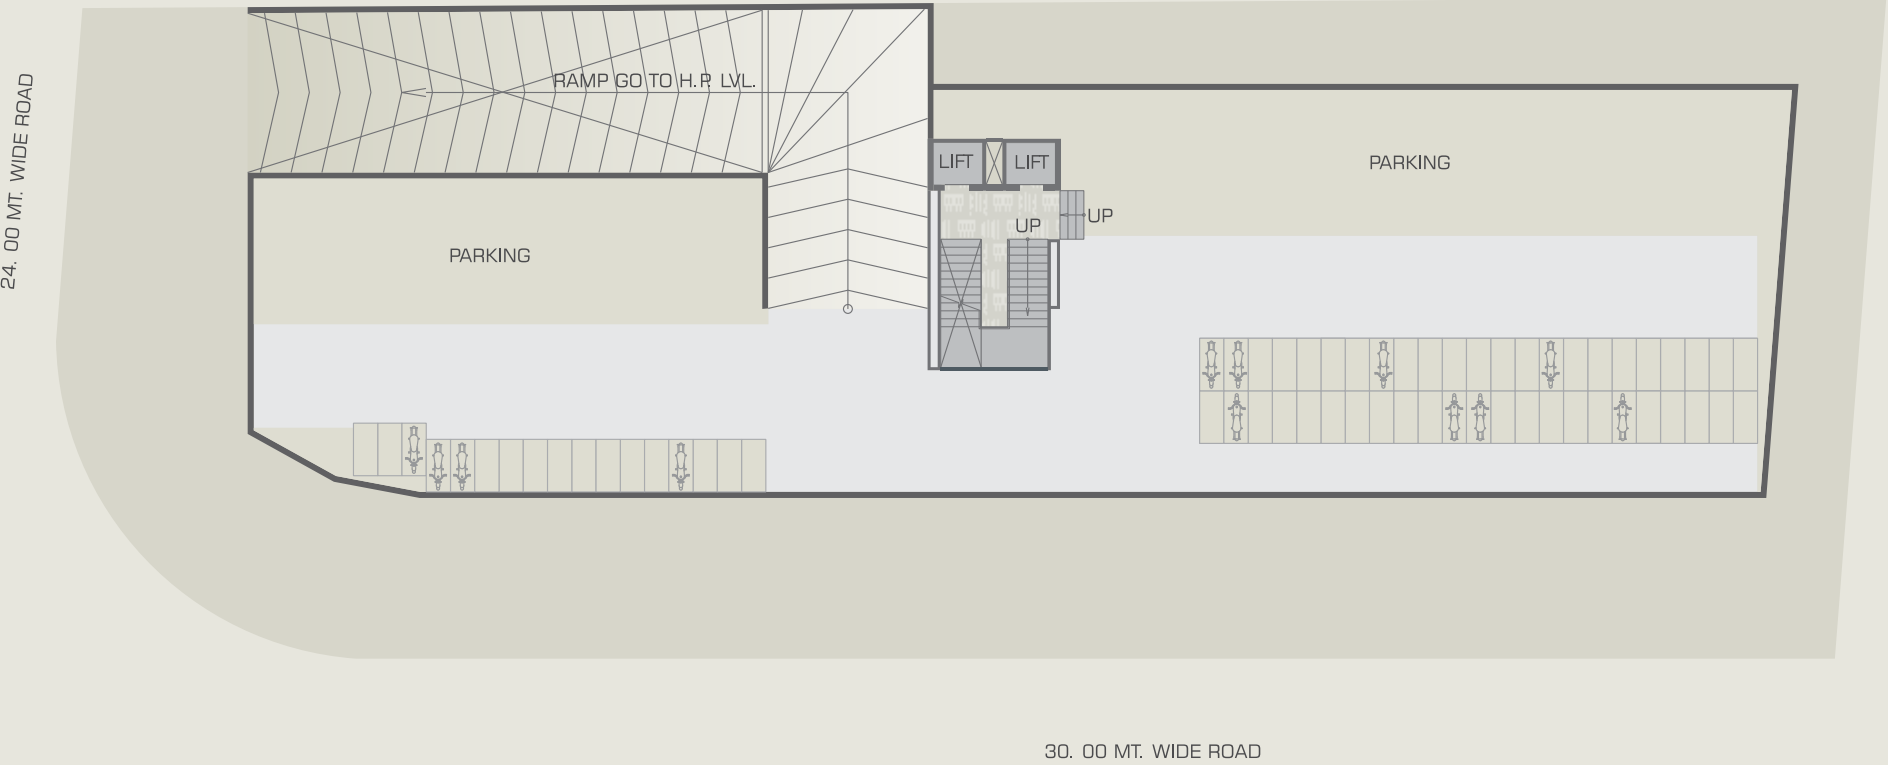 RAMP GO TO H.P. LVL.
24. 00 MT. WIDE ROAD
LIFT
LIFT
PARKING
UP
UP
PARKING
30. 00 MT. WIDE ROAD